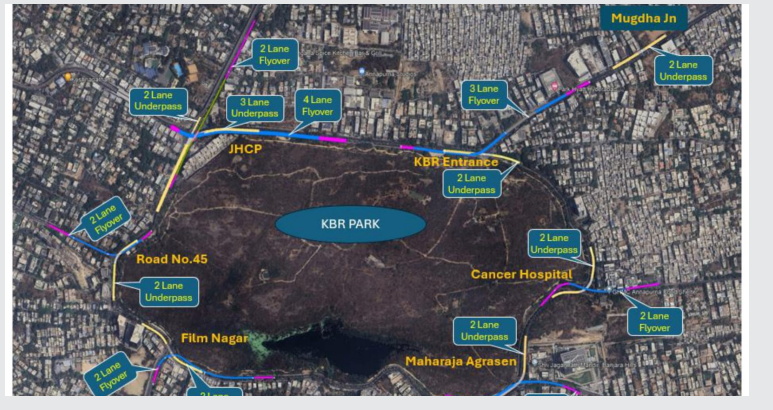 Mugdha Jn
2 Lane
Flyover
2 Lane
Underpass
2 Lane
Underpass
3 Lane
Underpass
4 Lane
Flyover
3 Lane
Flyover
JHCP
KBR Entrance
2 Lane
Underpass
KBR PARK
2 Lane
Flyover
Road No.45
2 Lane
Underpass
2 Lane
Underpass
Cancer Hospital
2 Lane
Flyover
Film Nagar
2 Lane
Underpass
Maharaja Agrasen
2 Lane
Flyover
2 Lane